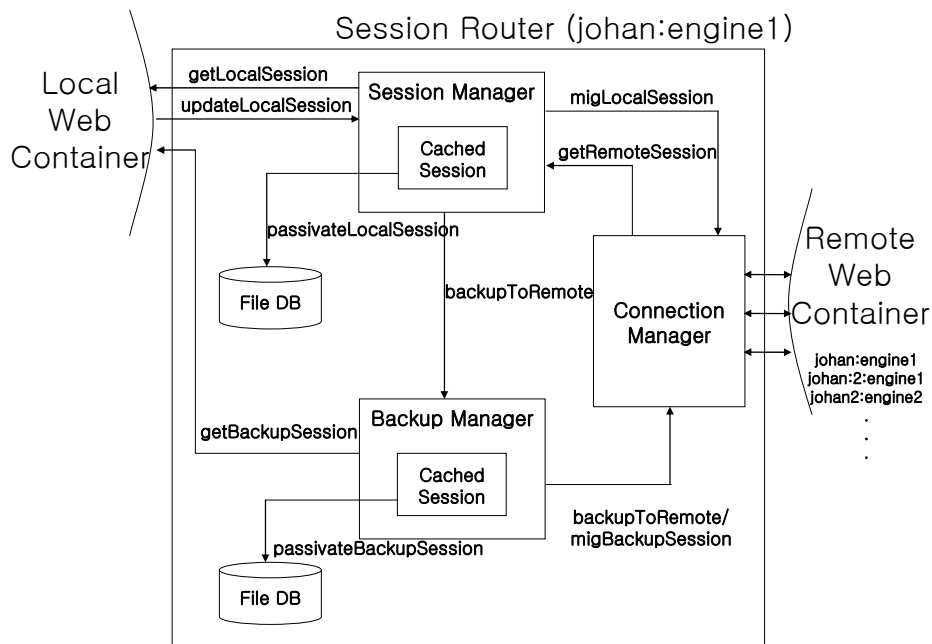 Session Router (johan:engine1)
Local
Web
Container
getLocalSession
updateLocalSession
Session Manager
Cached
Session
migLocalSession
getRemoteSession
passivateLocalSession
File DB
backupToRemote
Connection
Manager
Remote
Web
Container
johan:engine1
johan:2:engine1
johan2:engine2
.
.
.
Backup Manager
getBackupSession
Cached
Session
backupToRemote/
migBackupSession
passivateBackupSession
File DB